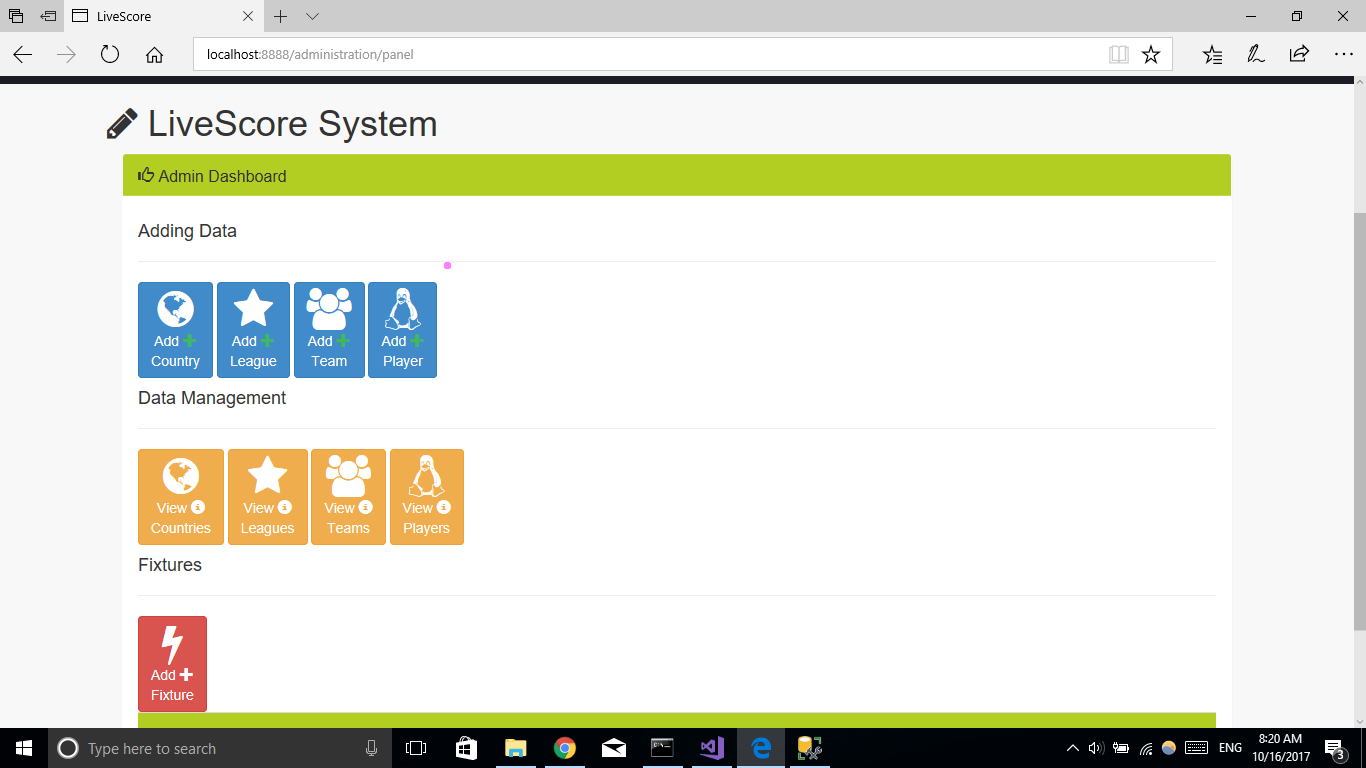 LiveScore
localhost:8888/administration/panel
LiveScore System
Admin Dashboard
Adding Data
Add Country
Add League
Add Team
Add Player
Data Management
View Countries
View Leagues
View Teams
View Players
Fixtures
Add Fixture
Type here to search
ENG
8:20 AM
10/16/2017
3